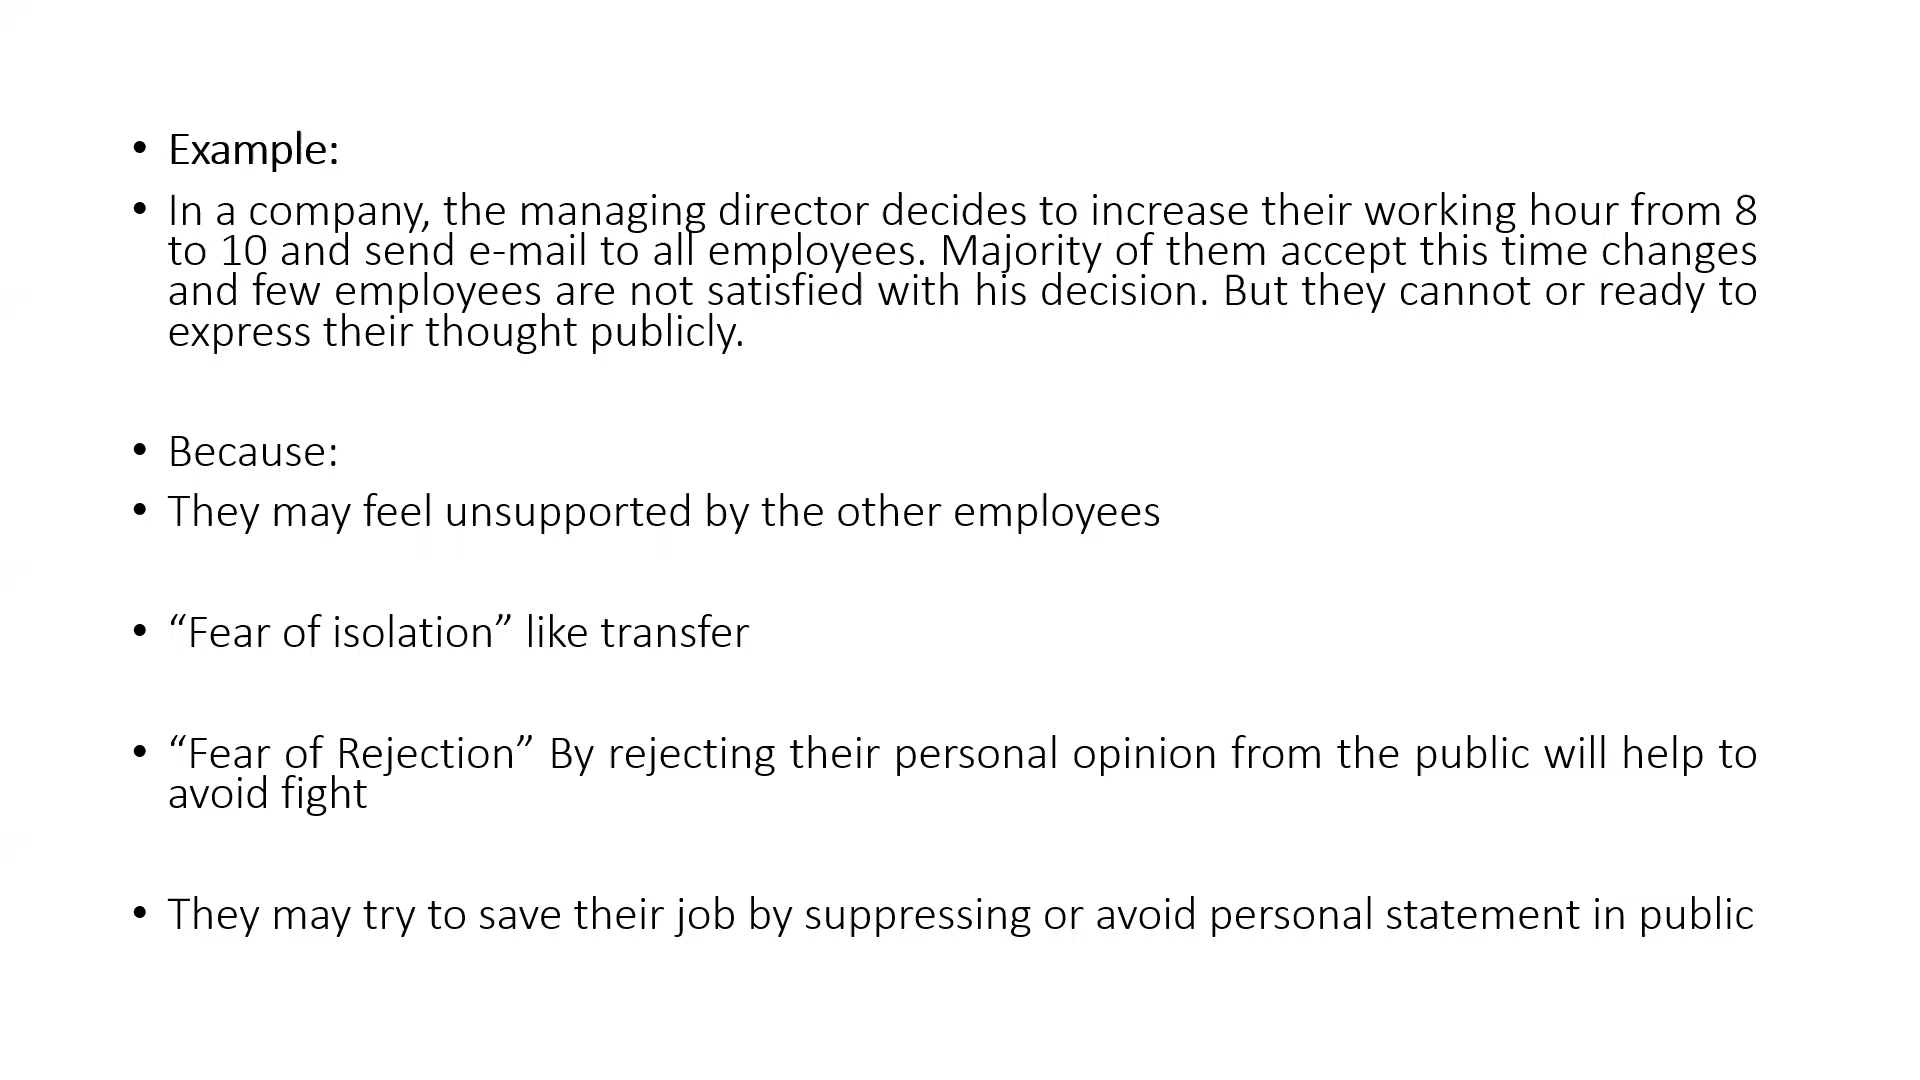 • Example:
• In a company, the managing director decides to increase their working hour from 8
to 10 and send e-mail to all employees. Majority of them accept this time changes
and few employees are not satisfied with his decision. But they cannot or ready to
express their thought publicly.
• Because:
• They may feel unsupported by the other employees
• “Fear of isolation” like transfer
• “Fear of Rejection” By rejecting their personal opinion from the public will help to
avoid fight
• They may try to save their job by suppressing or avoid personal statement in public